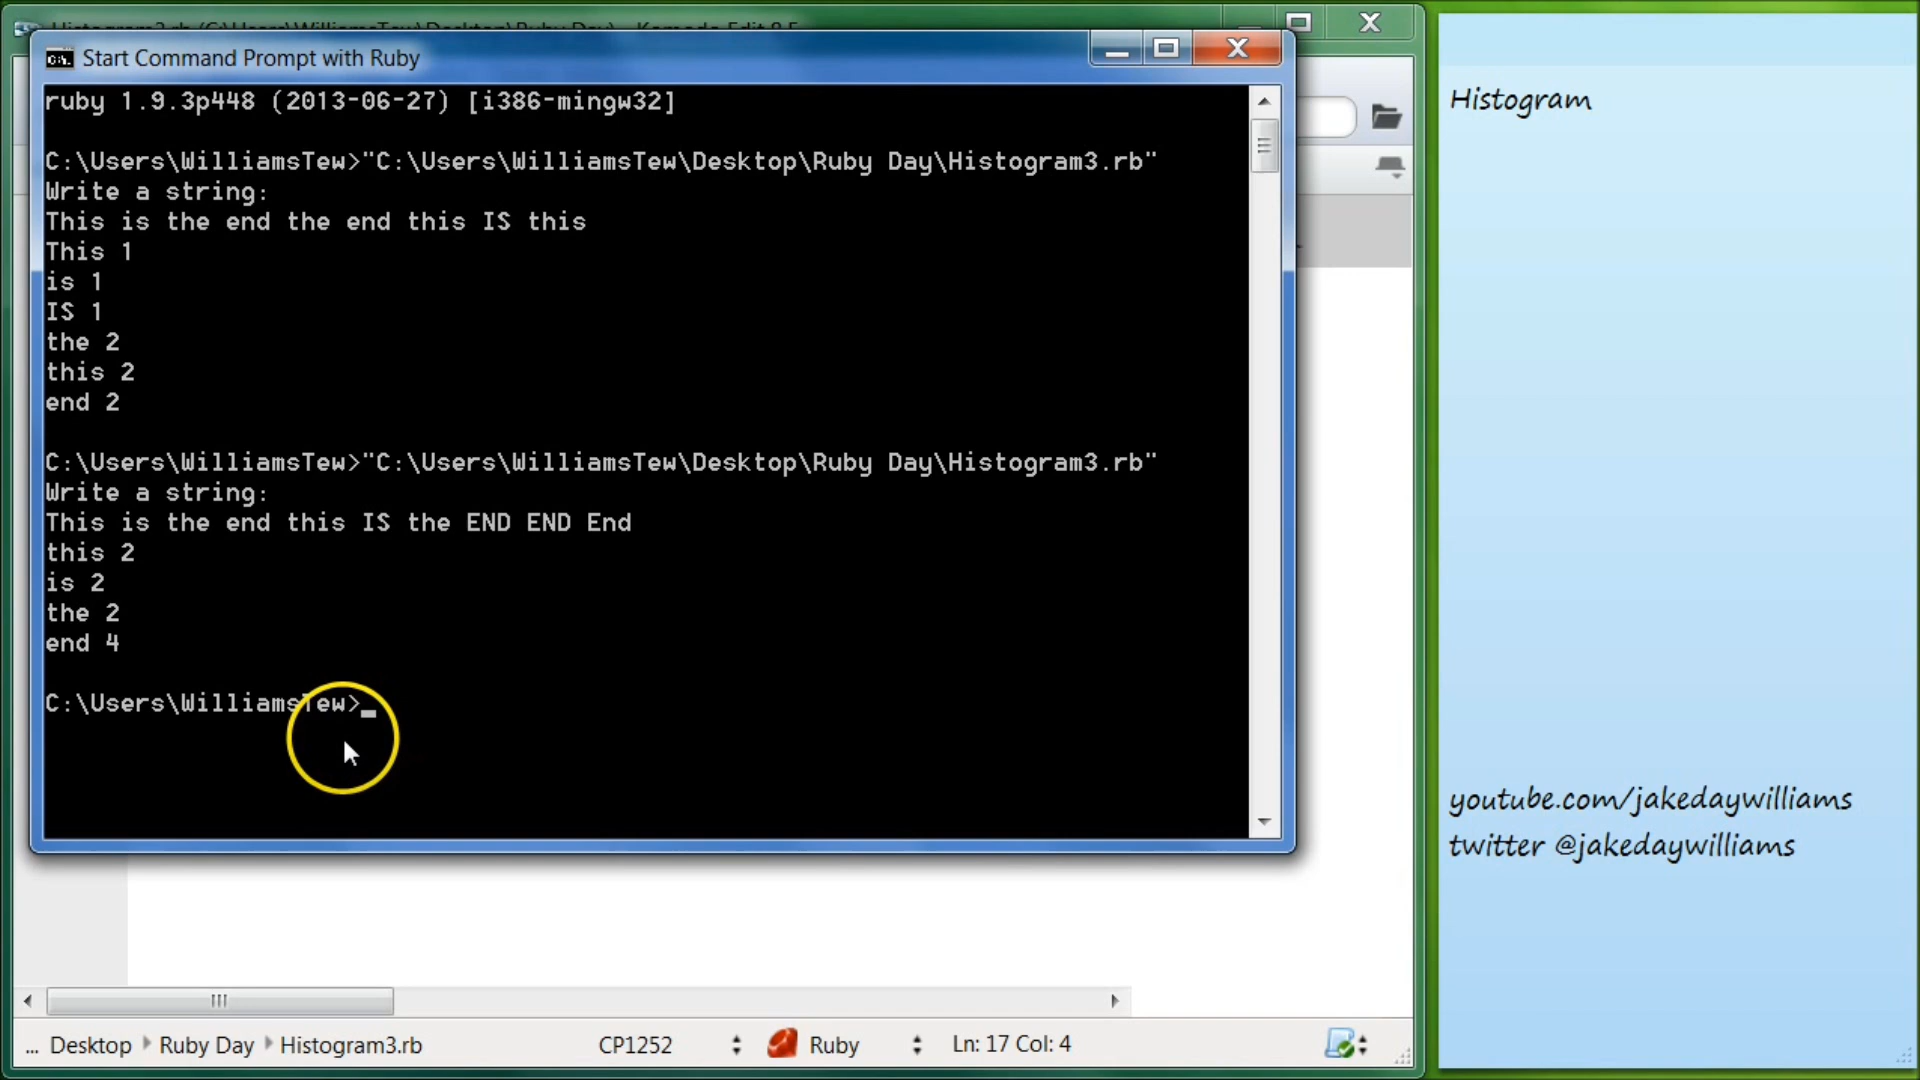 Histogram3.rb (C:\Users\WilliamsTew\Desktop\Ruby Day) - Komodo Edit 8.5
Start Command Prompt with Ruby
ruby 1.9.3p448 (2013-06-27) [i386-mingw32]
C:\Users\WilliamsTew>"C:\Users\WilliamsTew\Desktop\Ruby Day\Histogram3.rb"
Write a string:
This is the end the end this IS this
This 1
is 1
IS 1
the 2
this 2
end 2
C:\Users\WilliamsTew>"C:\Users\WilliamsTew\Desktop\Ruby Day\Histogram3.rb"
Write a string:
This is the end this IS the END END End
this 2
is 2
the 2
end 4
C:\Users\WilliamsTew>
Histogram
youtube.com/jakedaywilliams
twitter @jakedaywilliams
... Desktop Ruby Day Histogram3.rb CP1252 Ruby Ln: 17 Col: 4